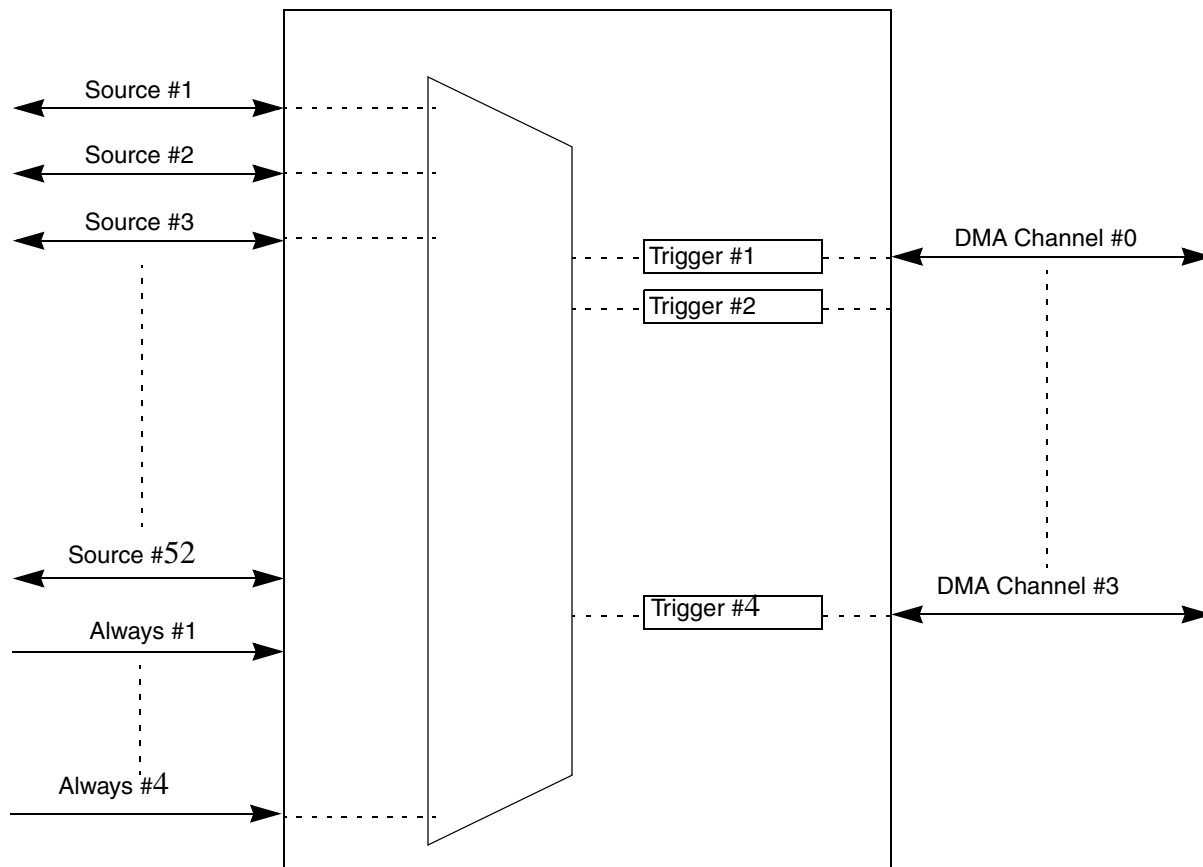 Source #1
Source #2
Source #3
Source #52
Always #1
Always #4
Trigger #1
Trigger #2
Trigger #4
DMA Channel #0
DMA Channel #3